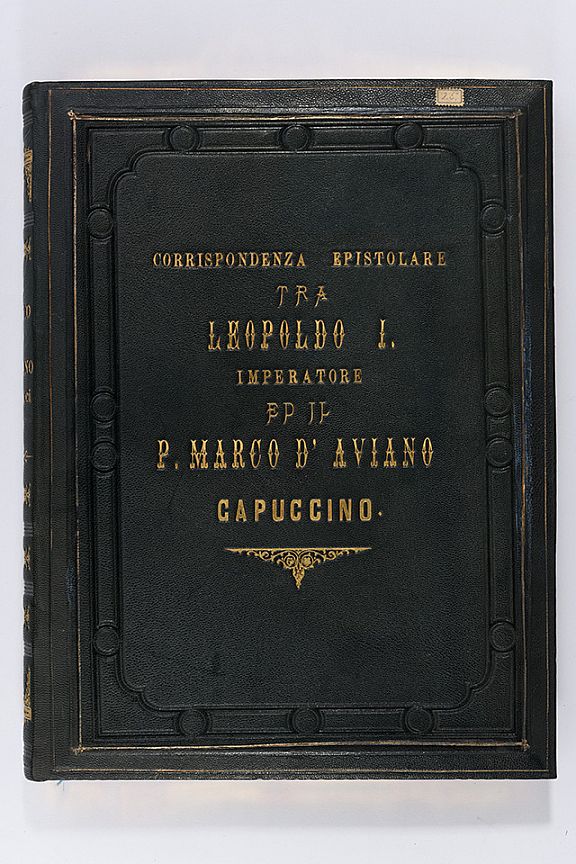 CORRISPONDENZA EPISTOLARE
TRA
LEOPOLDO I.
IMPERATORE
ED IL
P. MARCO D' AVIANO
CAPUCCINO.